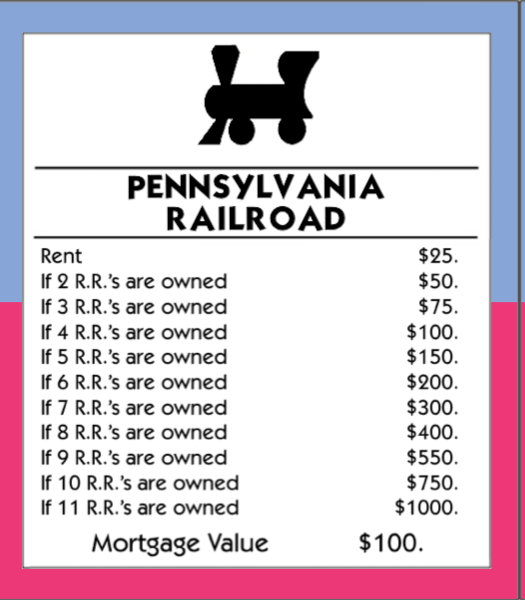 PENNSYLVANIA
RAILROAD
Rent $25.
If 2 R.R.'s are owned $50.
If 3 R.R.'s are owned $75.
If 4 R.R.'s are owned $100.
If 5 R.R.'s are owned $150.
If 6 R.R.'s are owned $200.
If 7 R.R.'s are owned $300.
If 8 R.R.'s are owned $400.
If 9 R.R.'s are owned $550.
If 10 R.R.'s are owned $750.
If 11 R.R.'s are owned $1000.
Mortgage Value $100.